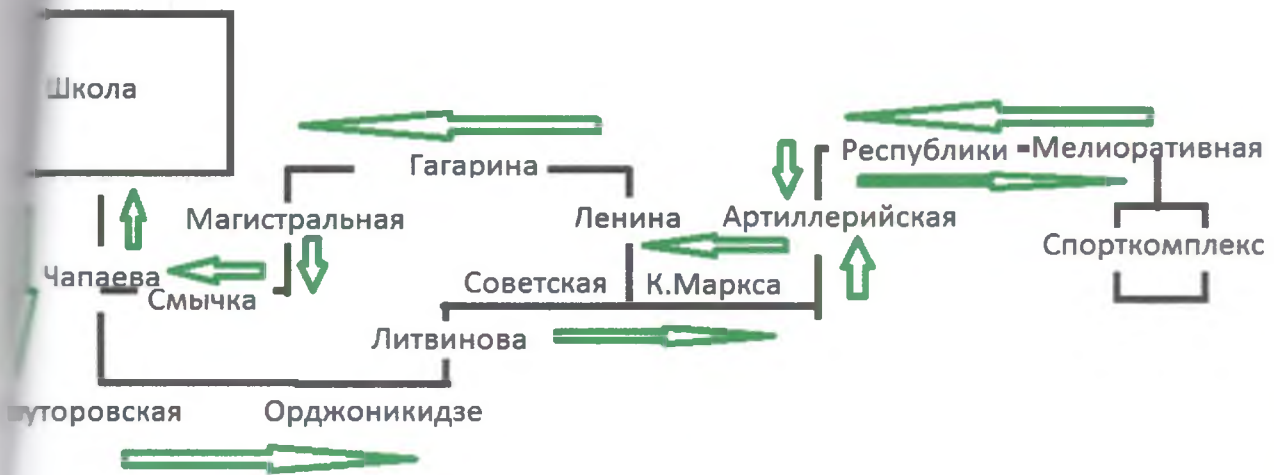 Школа
Республики Мелиоративная
Гагарина
Магистральная Ленина Артиллерийская
Спорткомплекс
Чапаева
Смычка Советская К.Маркса
Литвинова
Орджоникидзе